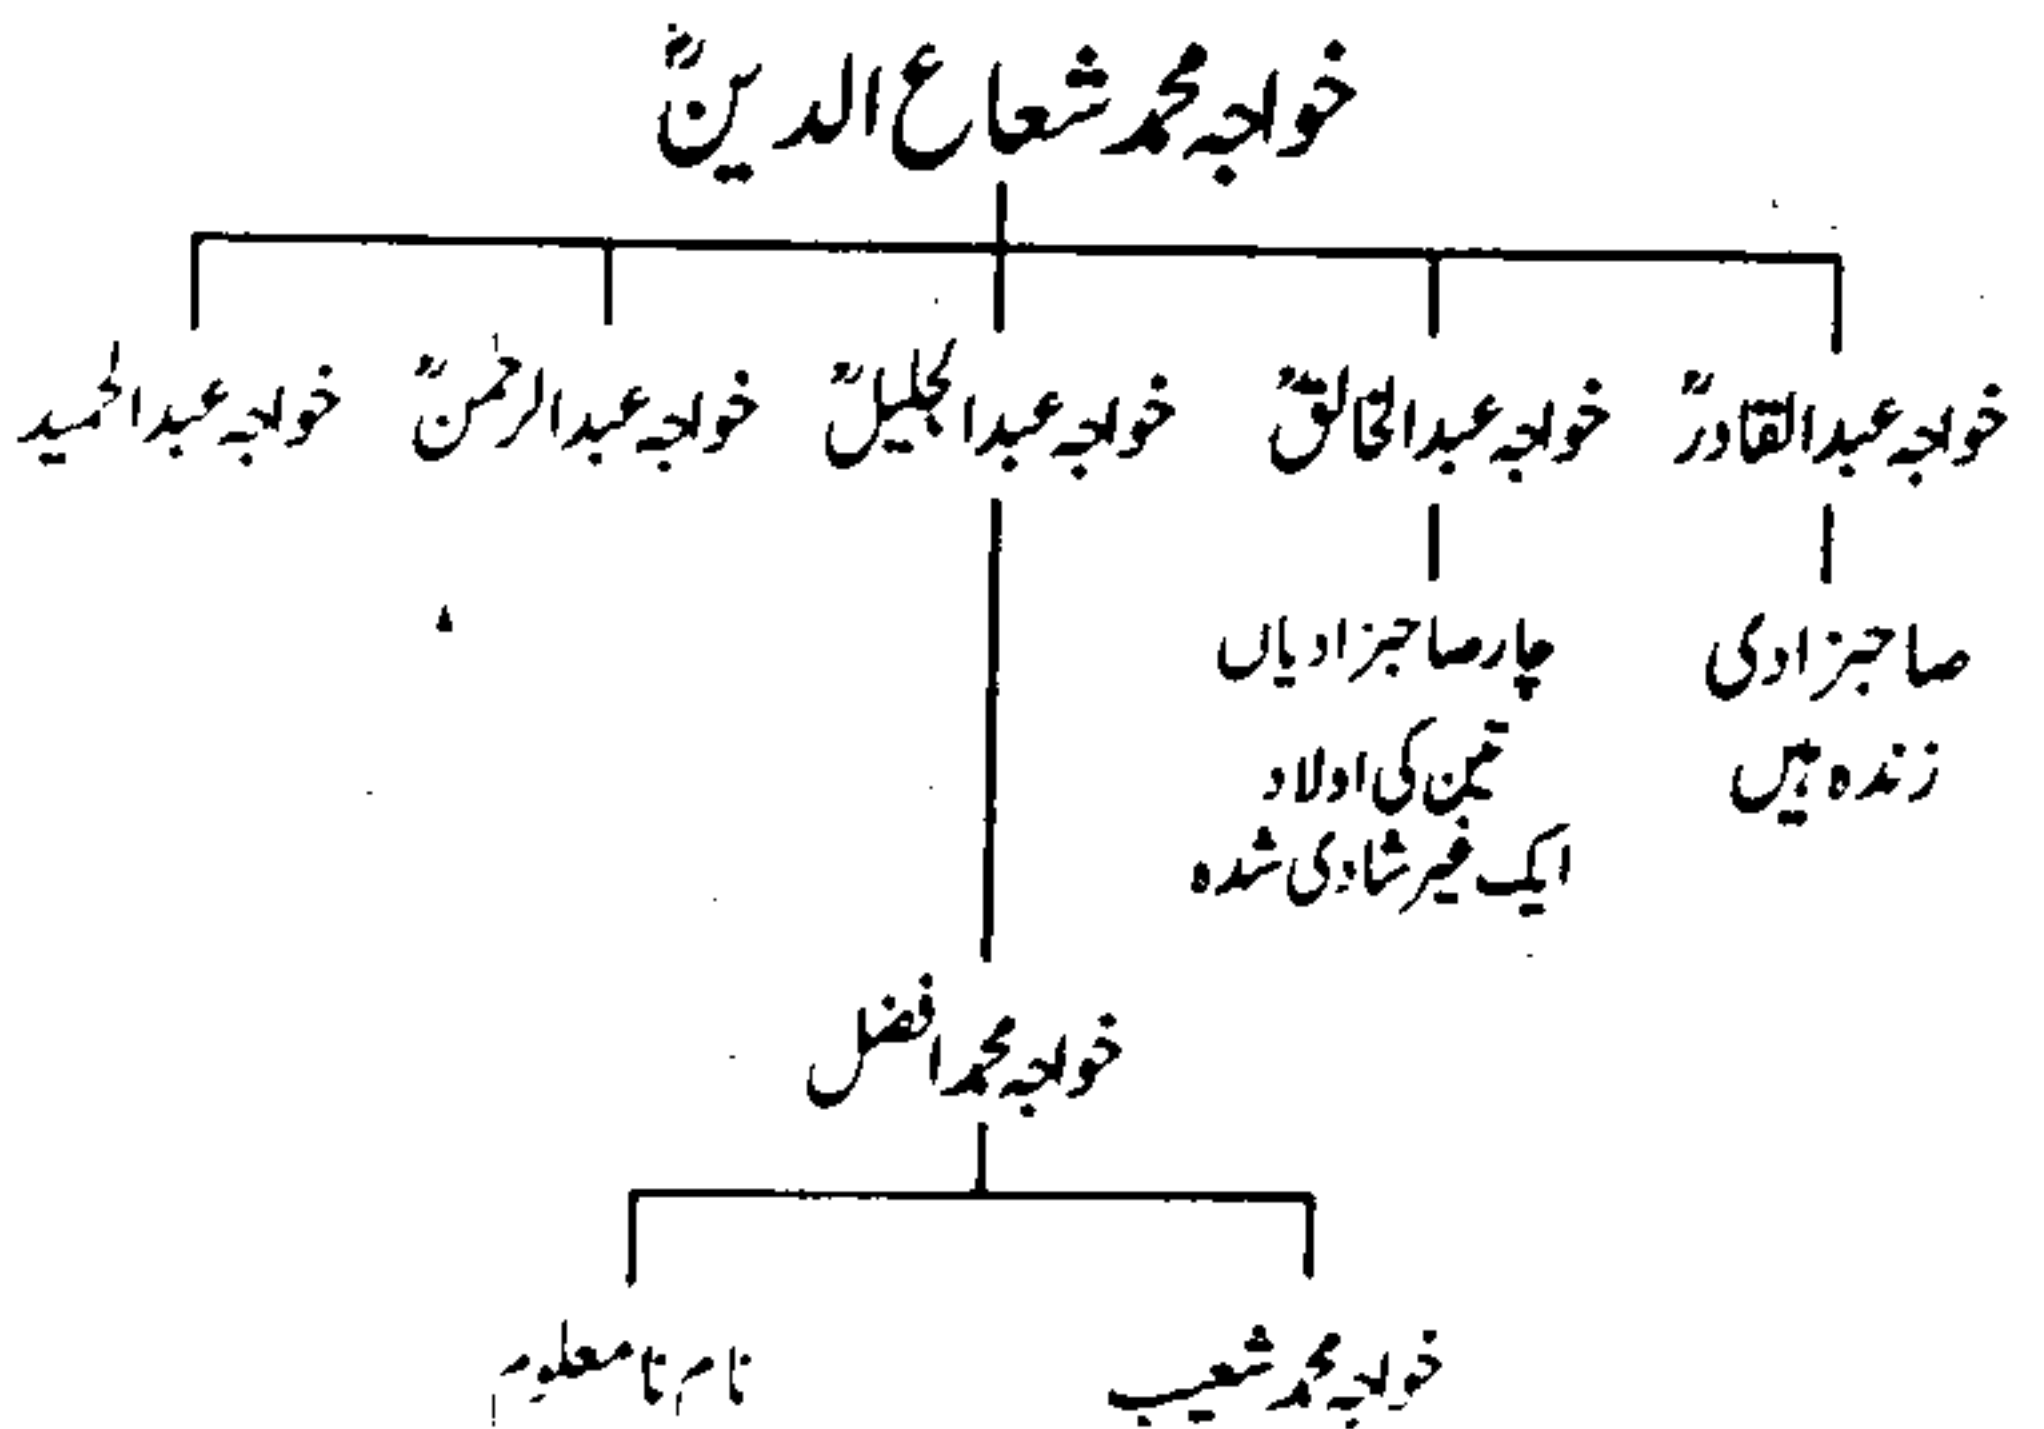 خواجہ محمد شعاع الدینؒ
خواجہ عبدالقادرؒ
خواجہ عبدالخالقؒ
خواجہ عبدالجلیلؒ
خواجہ عبدالرحمٰنؒ
خواجہ عبدالحمید
صاحبزادی
زندہ ہیں
چار صاحبزادیاں
تین کی اولاد
ایک غیر شادی شدہ
خواجہ محمد افضل
خواجہ محمد شعیب
نام نامعلوم